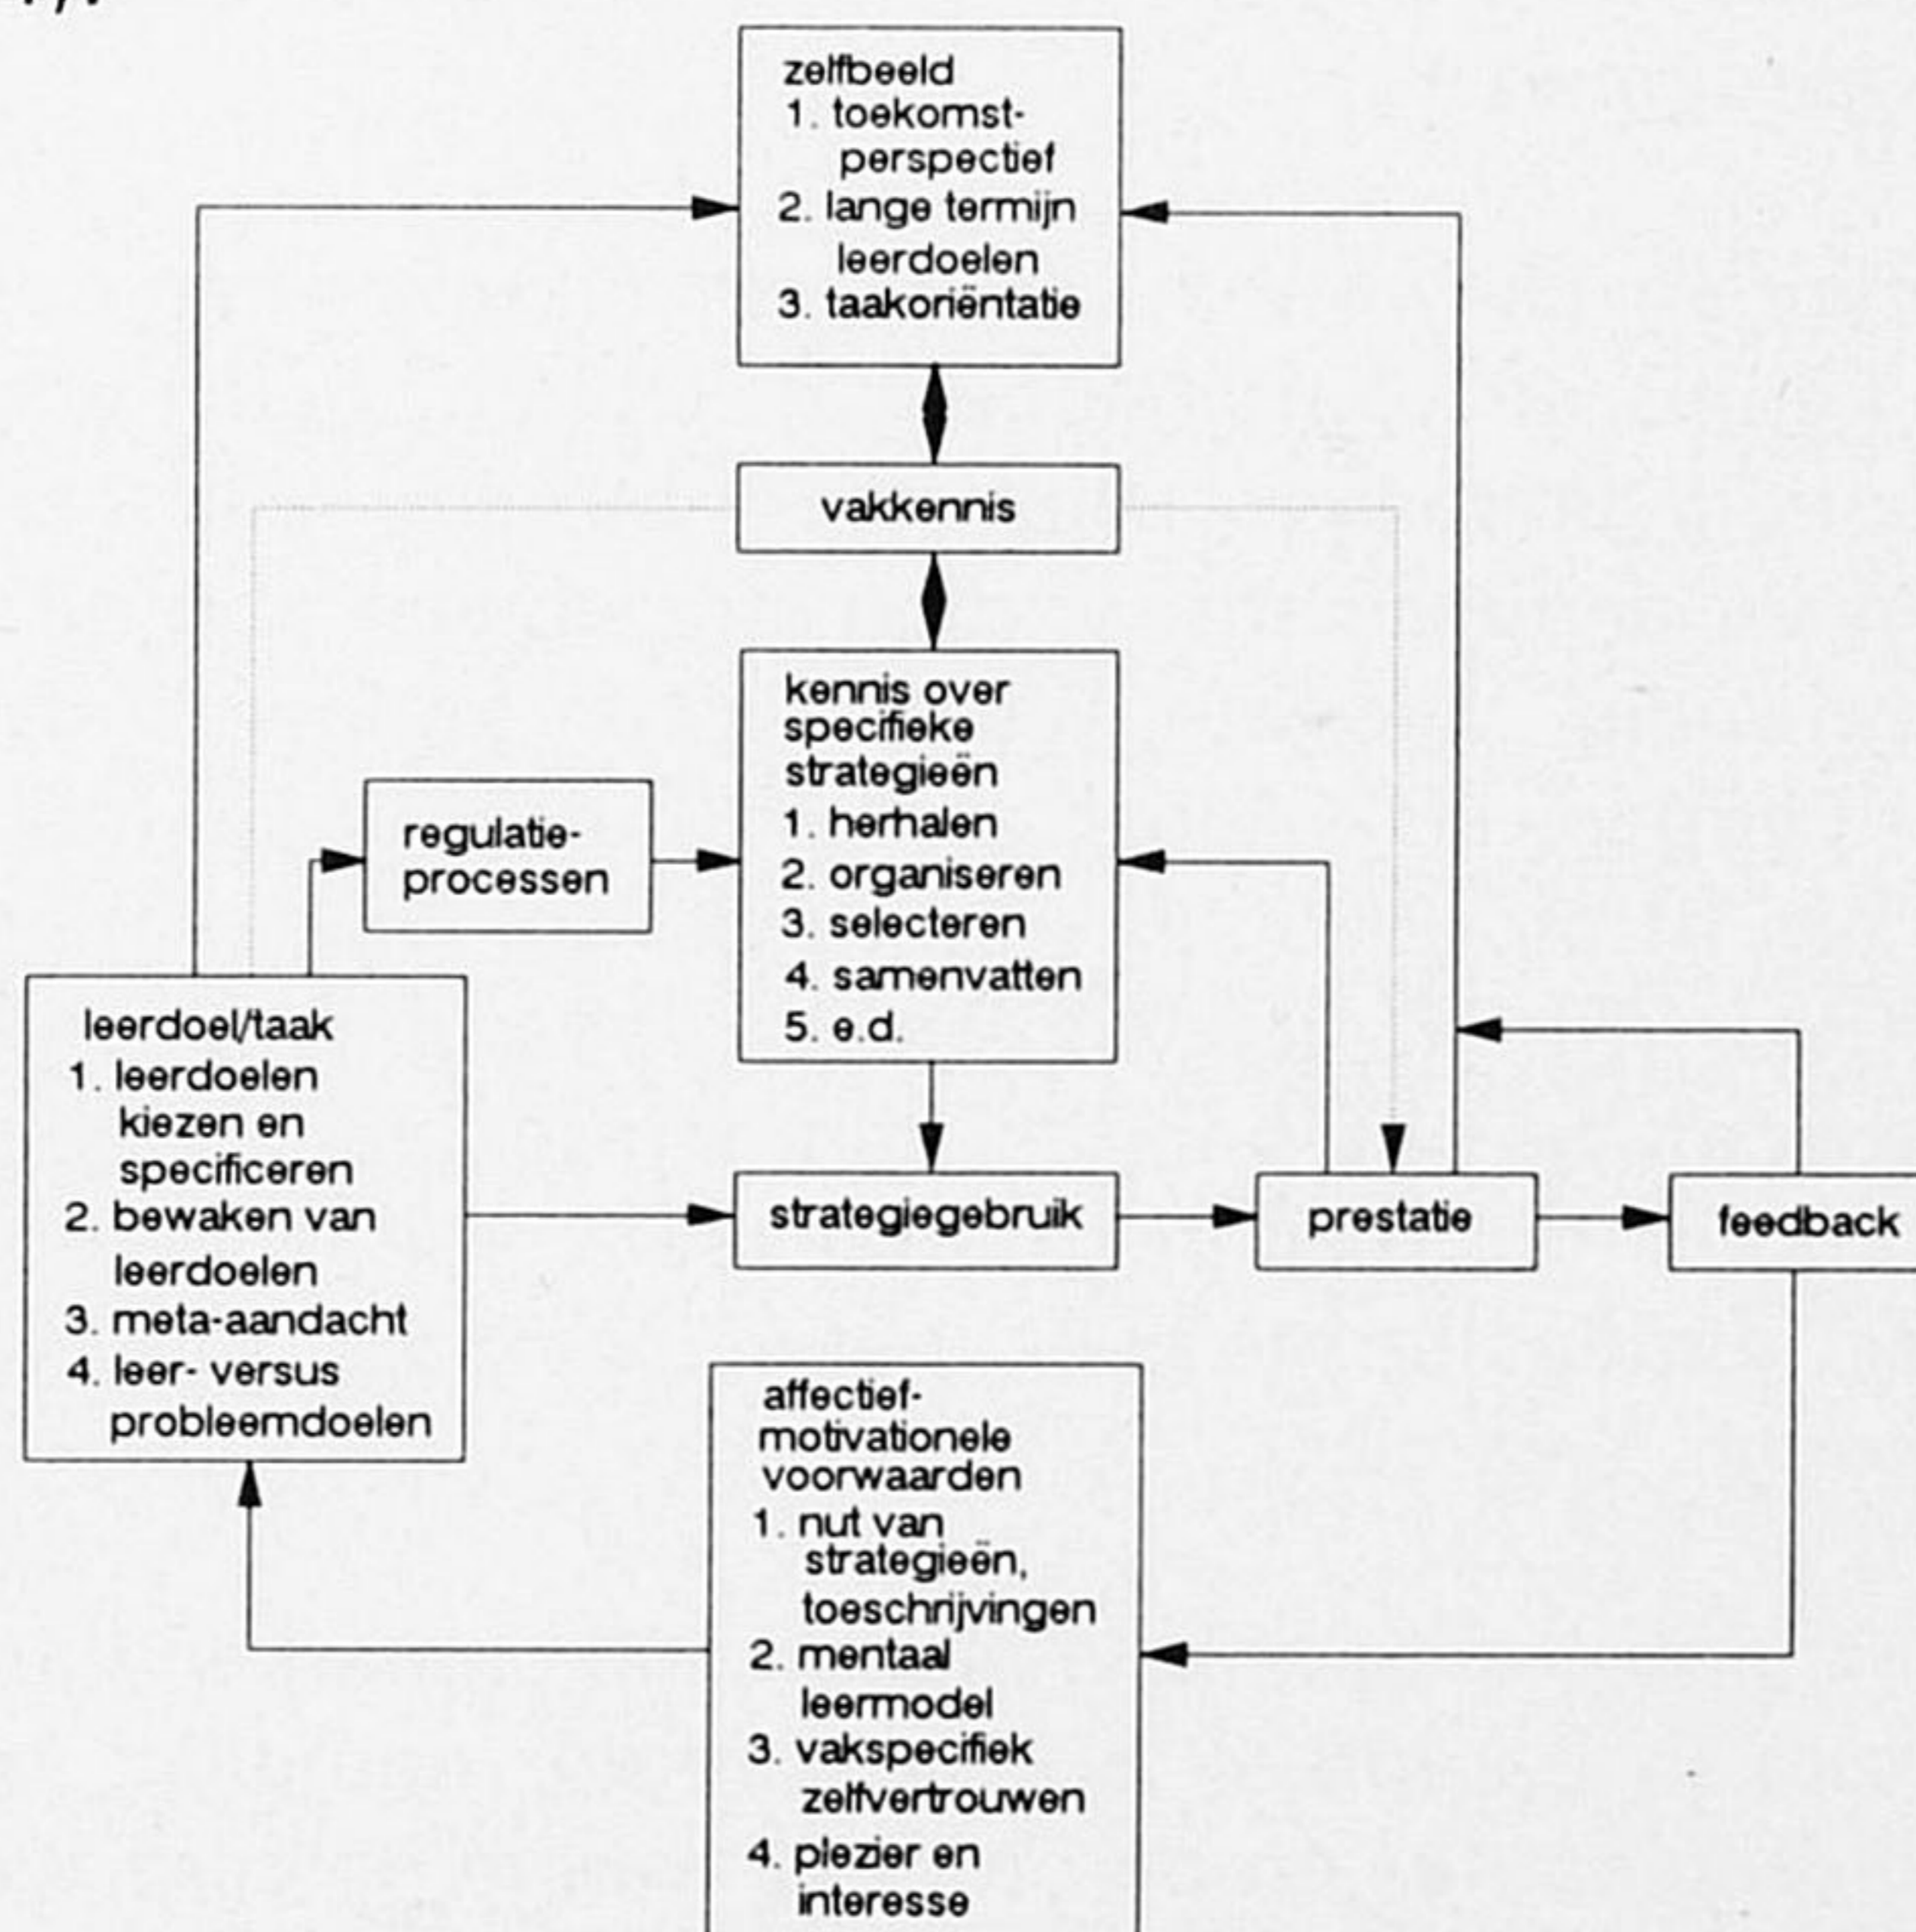 zelfbeeld
1. toekomst-
perspectief
2. lange termijn
leerdoelen
3. taakoriëntatie
vakkennis
kennis over
specifieke
strategieën
1. herhalen
2. organiseren
3. selecteren
4. samenvatten
5. e.d.
regulatie-
processen
leerdoel/taak
1. leerdoelen
kiezen en
specificeren
2. bewaken van
leerdoelen
3. meta-aandacht
4. leer- versus
probleemdoelen
strategiegebruik
prestatie
feedback
affectief-
motivationele
voorwaarden
1. nut van
strategieën,
toeschrijvingen
2. mentaal
leermodel
3. vakspecifiek
zelfvertrouwen
4. plezier en
interesse